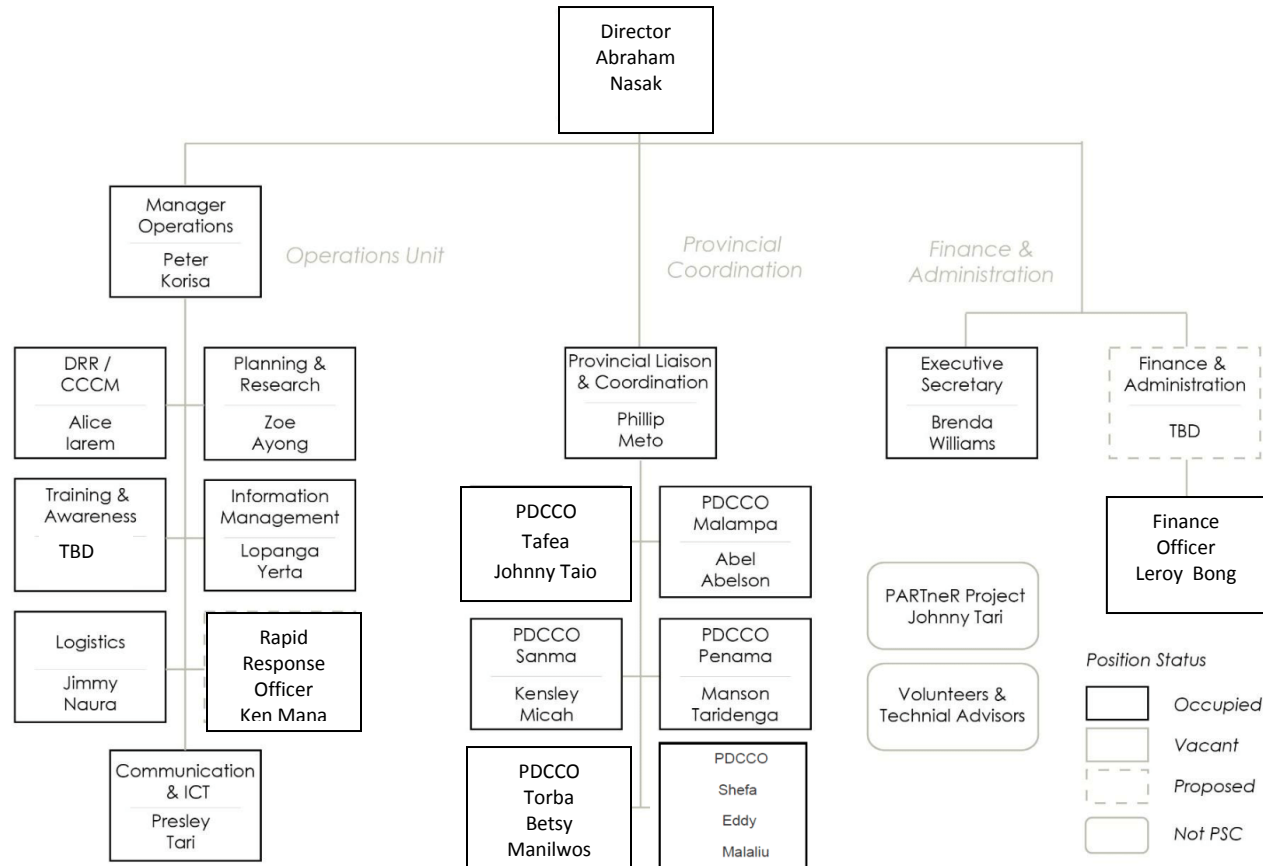 Director
Abraham
Nasak
Manager
Operations
Peter
Korisa
Operations Unit
Provincial
Coordination
Finance &
Administration
DRR /
CCCM
Alice
Iarem
Planning &
Research
Zoe
Ayong
Training &
Awareness
TBD
Information
Management
Lopanga
Yerta
Logistics
Jimmy
Naura
Rapid
Response
Officer
Ken Mana
Communication
& ICT
Presley
Tari
Provincial Liaison
& Coordination
Phillip
Meto
PDCCO
Tafea
Johnny Taio
PDCCO
Malampa
Abel
Abelson
PDCCO
Sanma
Kensley
Micah
PDCCO
Penama
Manson
Taridenga
PDCCO
Torba
Betsy
Manilwos
PDCCO
Shefa
Eddy
Malaliu
Executive
Secretary
Brenda
Williams
Finance &
Administration
TBD
Finance
Officer
Leroy Bong
PARTneR Project
Johnny Tari
Volunteers &
Technial Advisors
Position Status
Occupied
Vacant
Proposed
Not PSC